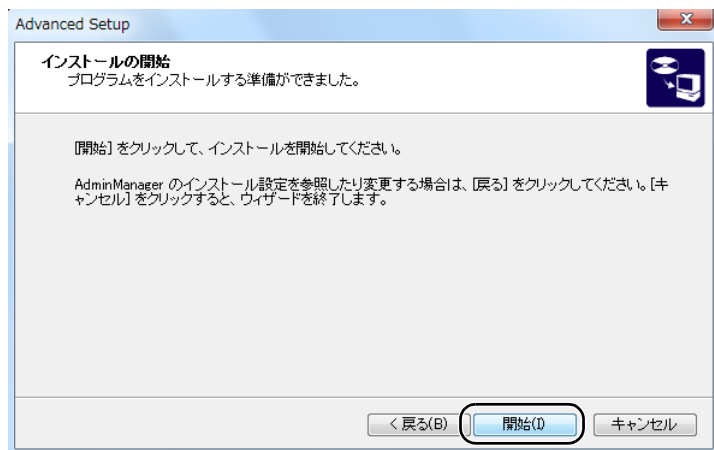 Advanced Setup
インストールの開始
プログラムをインストールする準備ができました。
[開始] をクリックして、インストールを開始してください。
AdminManager のインストール設定を参照したり変更する場合は、[戻る] をクリックしてください。[キ
ャンセル] をクリックすると、ウィザードを終了します。
< 戻る(B) 開始(I) キャンセル